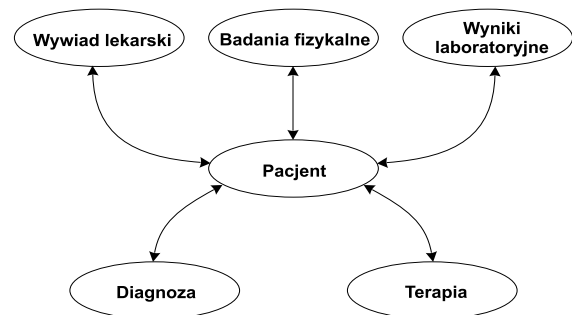 Wywiad lekarski
Badania fizykalne
Wyniki
laboratoryjne
Pacjent
Diagnoza
Terapia